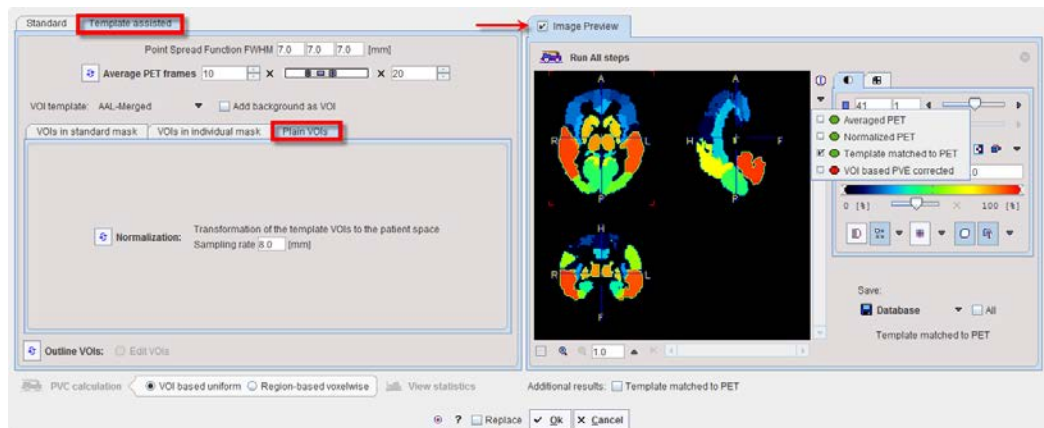 Standard Template assisted
Point Spread Function FWHM 7.0 7.0 7.0 [mm]
Average PET frames 10 X X 20
VOI template: AAL-Merged Add background as VOI
VOIs in standard mask VOIs in individual mask Plain VOIs
Normalization: Transformation of the template VOIs to the patient space
Sampling rate 8.0 [mm]
Outline VOIs: Edit VOIs
PVC calculation VOI based uniform Region-based voxelwise View statistics
Image Preview
Run All steps
A A
R L H F
P P
H
R L
F
1.0
41 1
Averaged PET
Normalized PET
Template matched to PET
VOI based PVE corrected
0 [%] 100 [%]
Save:
Database All
Template matched to PET
Additional results: Template matched to PET
? Replace Ok Cancel